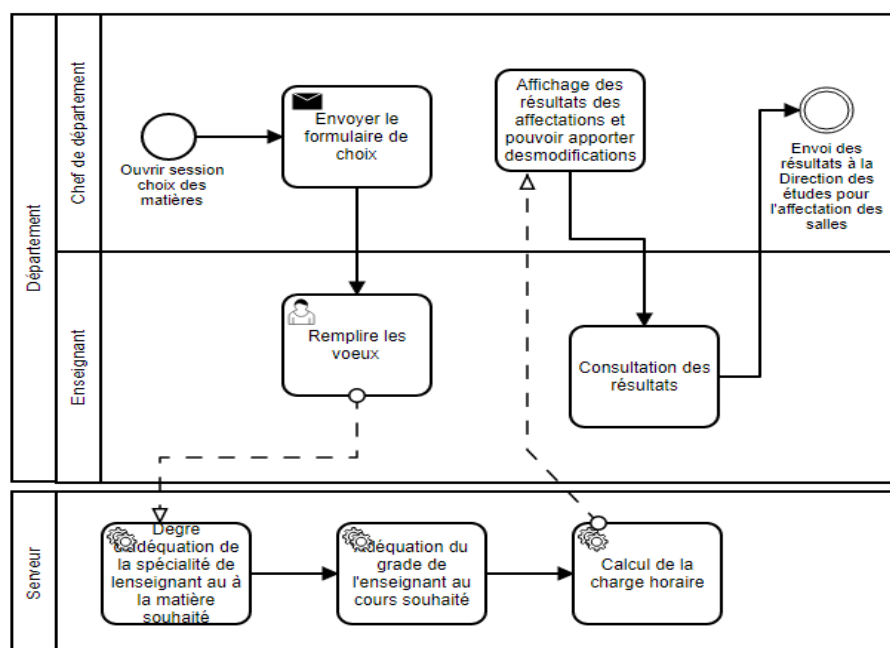 Département
Chef de département
Ouvrir session
choix des
matières
Envoyer le
formulaire de
choix
Affichage des
résultats des
affectations et
pouvoir apporter
desmodifications
Envoi des
résultats à la
Direction des
études pour
l'affectation des
salles
Enseignant
Remplire les
voeux
Consultation des
résultats
Serveur
Degré
d'adéquation de
la spécialité de
lenseignant au à
la matière
souhaité
Adéquation du
grade de
l'enseignant au
cours souhaité
Calcul de la
charge horaire